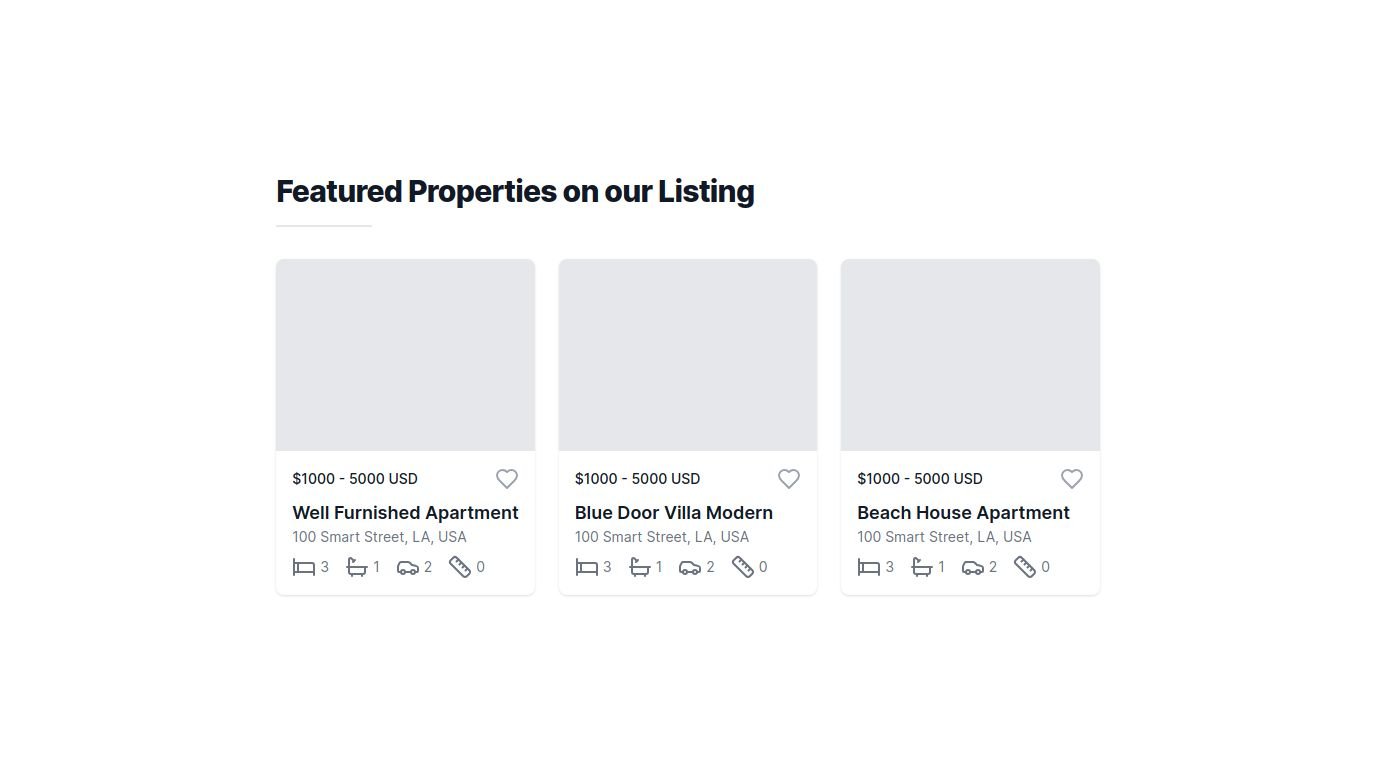 Featured Properties on our Listing
$1000 - 5000 USD
Well Furnished Apartment
100 Smart Street, LA, USA
3 1 2 0
$1000 - 5000 USD
Blue Door Villa Modern
100 Smart Street, LA, USA
3 1 2 0
$1000 - 5000 USD
Beach House Apartment
100 Smart Street, LA, USA
3 1 2 0